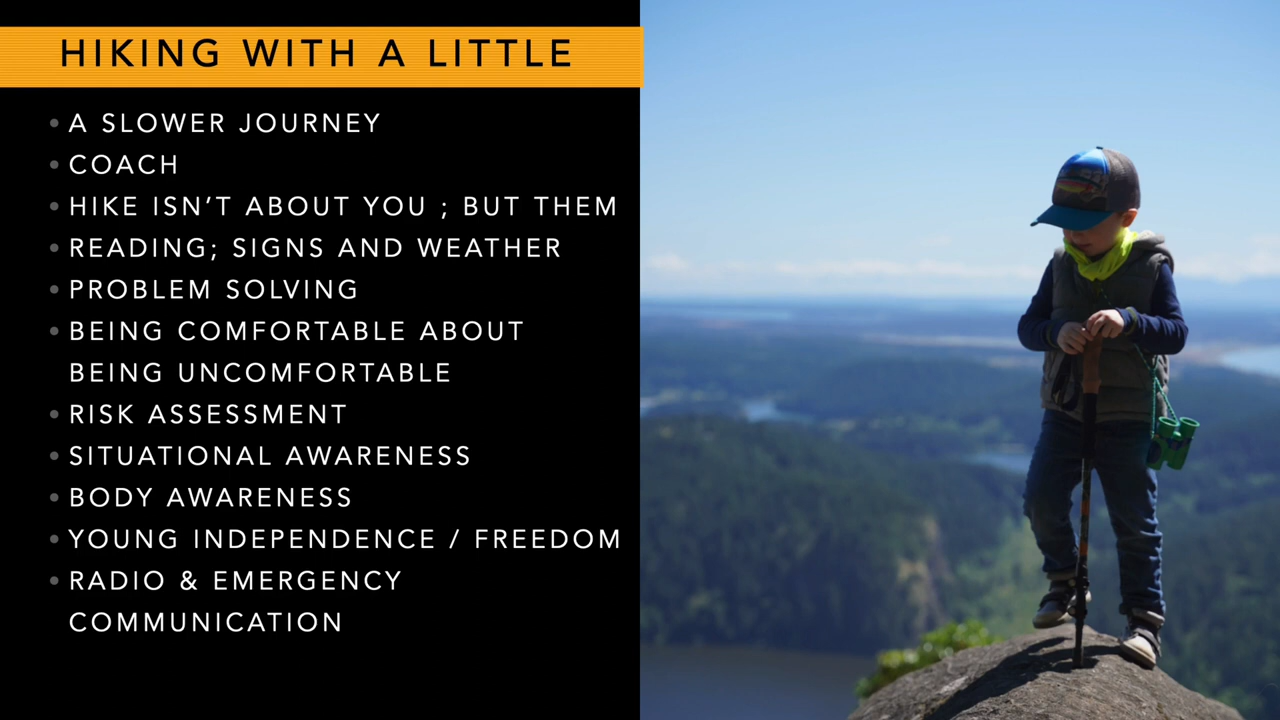 HIKING WITH A LITTLE
• A SLOWER JOURNEY
• COACH
• HIKE ISN'T ABOUT YOU ; BUT THEM
• READING; SIGNS AND WEATHER
• PROBLEM SOLVING
• BEING COMFORTABLE ABOUT
BEING UNCOMFORTABLE
• RISK ASSESSMENT
• SITUATIONAL AWARENESS
• BODY AWARENESS
• YOUNG INDEPENDENCE / FREEDOM
• RADIO & EMERGENCY
COMMUNICATION